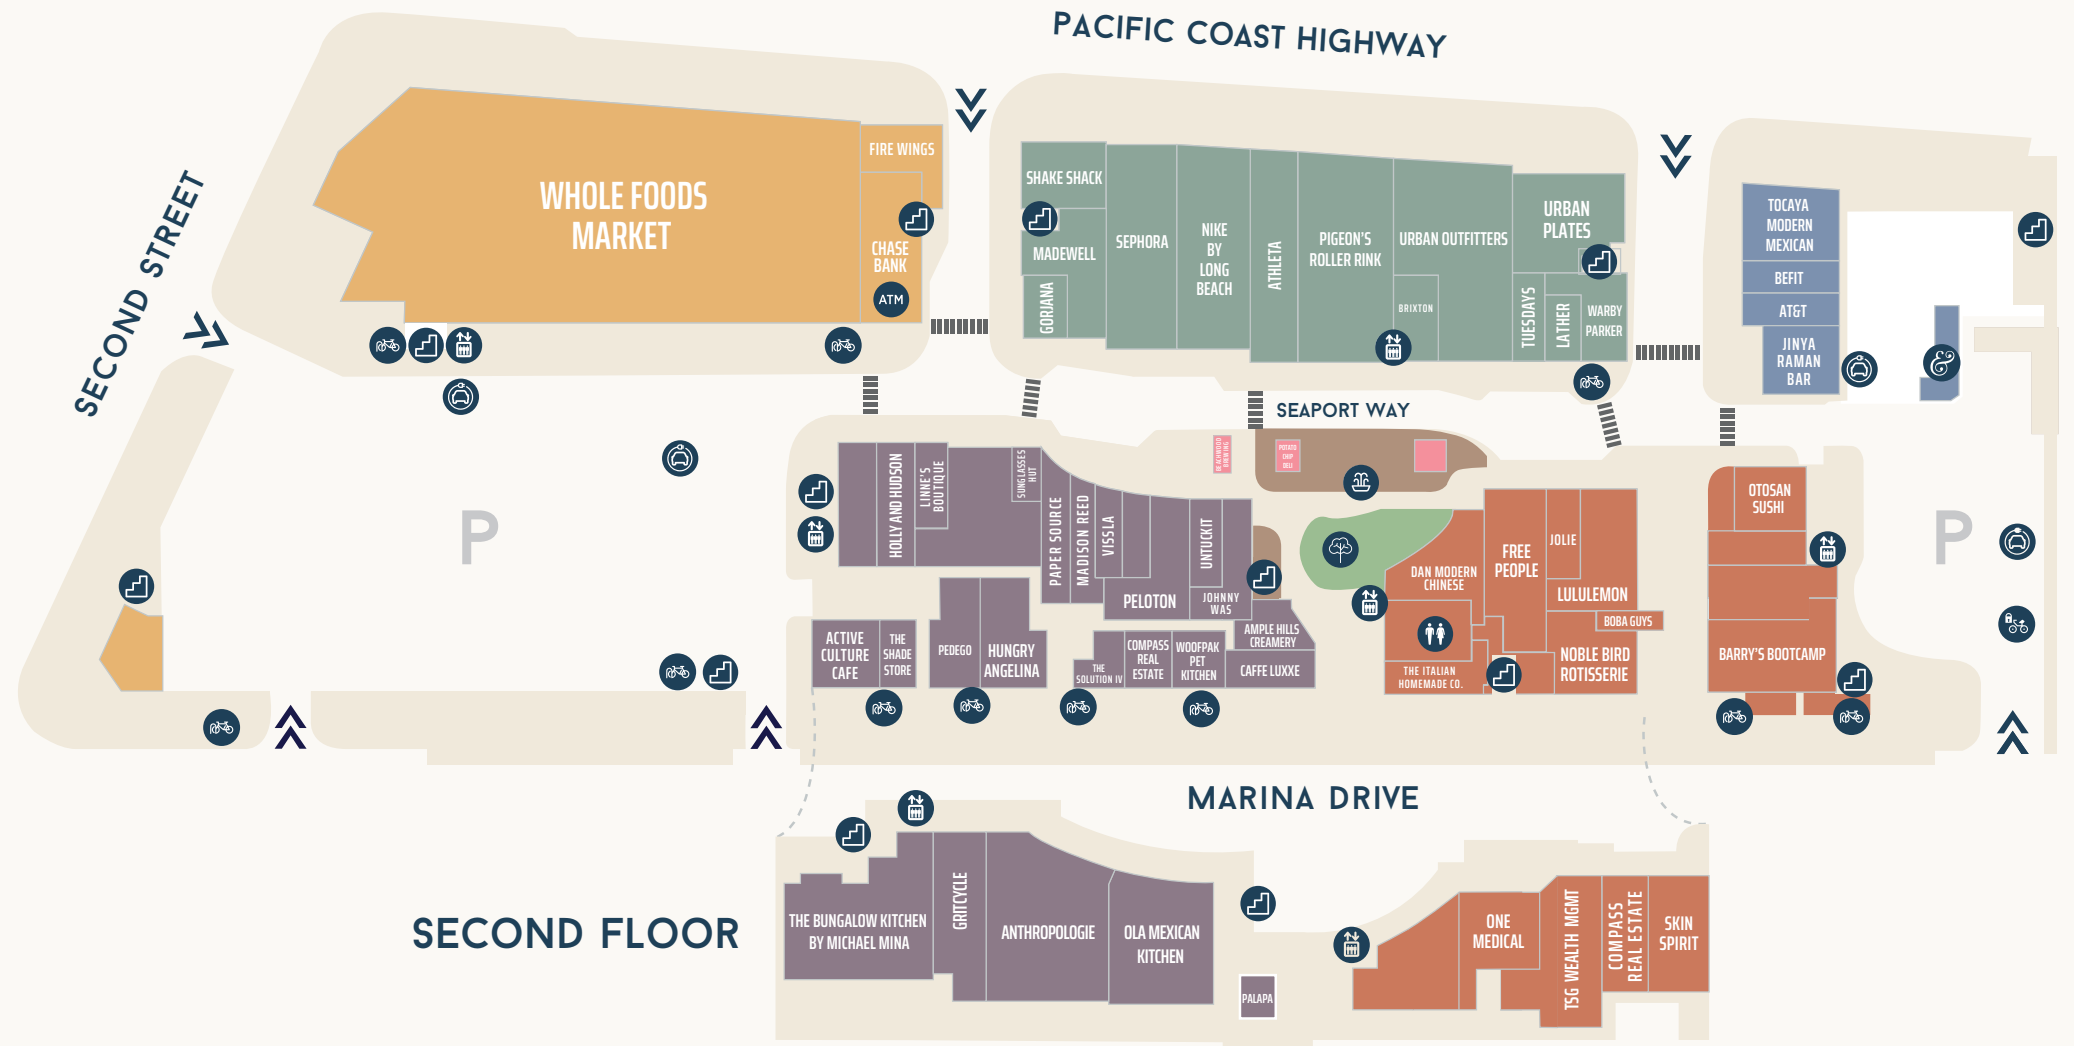 PACIFIC COAST HIGHWAY
SECOND STREET
WHOLE FOODS
MARKET
FIRE WINGS
CHASE
BANK
ATM
SHAKE SHACK
MADEWELL
GORJANA
SEPHORA
NIKE
BY
LONG
BEACH
ATHLETA
PIGEON'S
ROLLER RINK
URBAN OUTFITTERS
BRIXTON
URBAN
PLATES
TUESDAYS
LATHER
WARBY
PARKER
TOCAYA
MODERN
MEXICAN
BEFIT
AT&T
JINYA
RAMAN
BAR
&
SEAPORT WAY
BEACHWOOD
BREWING
POTATO
CHIP
DELI
P
HOLLY AND HUDSON
LINNE'S
BOUTIQUE
SUNGLASSES
HUT
PAPER SOURCE
MADISON REED
VISSLA
PELOTON
UNTUCKIT
JOHNNY
WAS
AMPLE HILLS
CREAMERY
CAFFE LUXXE
ACTIVE
CULTURE
CAFE
THE
SHADE
STORE
PEDEGO
HUNGRY
ANGELINA
THE
SOLUTION IV
COMPASS
REAL
ESTATE
WOOFPAK
PET
KITCHEN
DAN MODERN
CHINESE
FREE
PEOPLE
JOLIE
LULULEMON
BOBA GUYS
NOBLE BIRD
ROTISSERIE
THE ITALIAN
HOMEMADE CO.
OTOSAN
SUSHI
BARRY'S BOOTCAMP
P
MARINA DRIVE
SECOND FLOOR
THE BUNGALOW KITCHEN
BY MICHAEL MINA
GRITCYCLE
ANTHROPOLOGIE
OLA MEXICAN
KITCHEN
PALAPA
ONE
MEDICAL
TSG WEALTH MGMT
COMPASS
REAL ESTATE
SKIN
SPIRIT